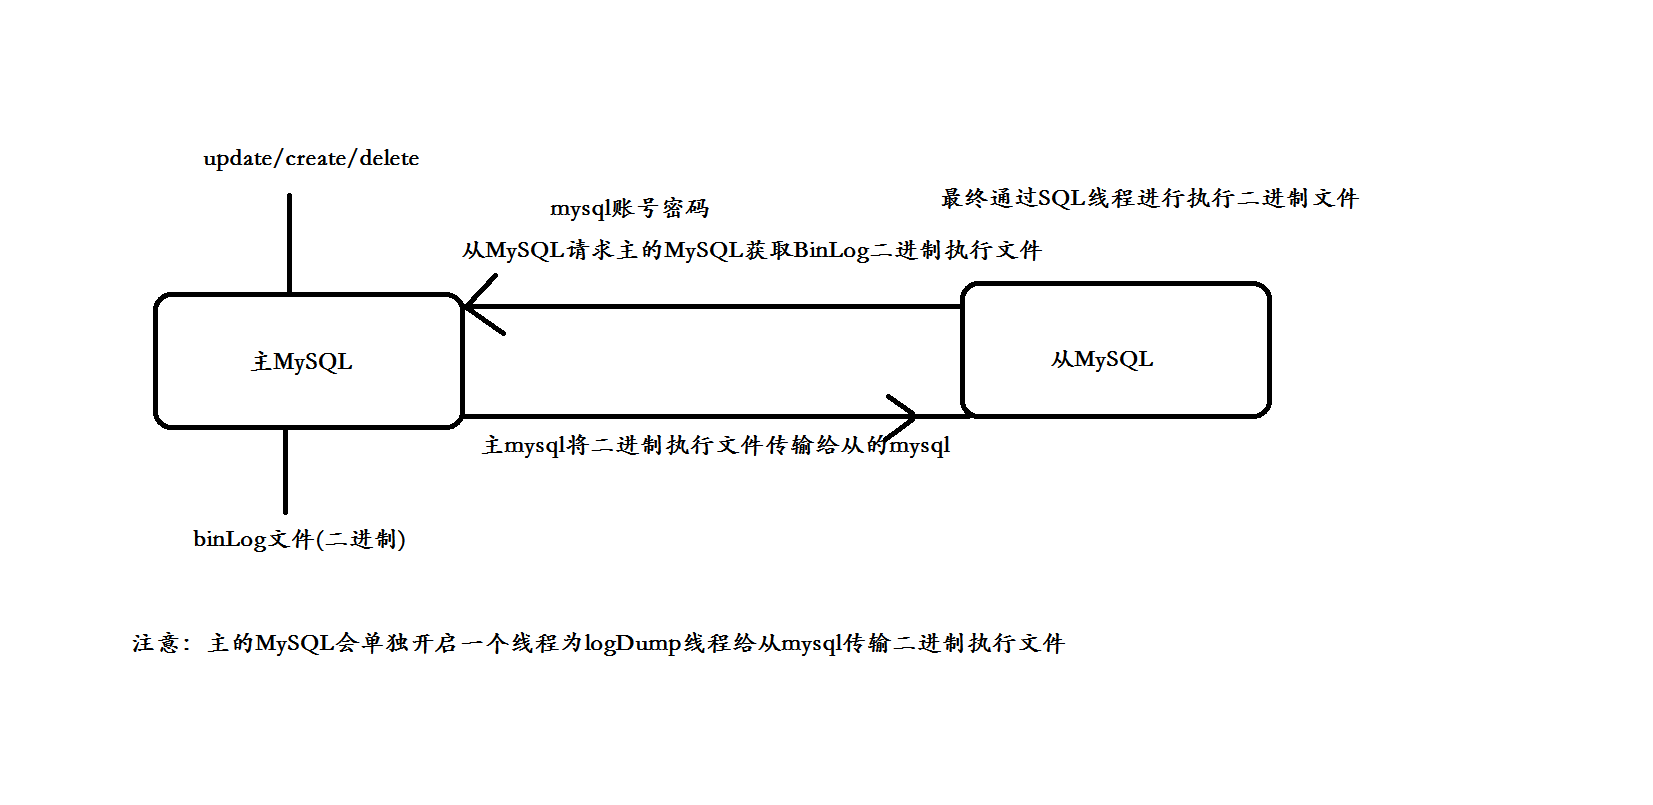 update/create/delete
mysql账号密码
最终通过SQL线程进行执行二进制文件
从MySQL请求主的MySQL获取BinLog二进制执行文件
主MySQL
从MySQL
主mysql将二进制执行文件传输给从的mysql
binLog文件(二进制)
注意：主的MySQL会单独开启一个线程为logDump线程给从mysql传输二进制执行文件